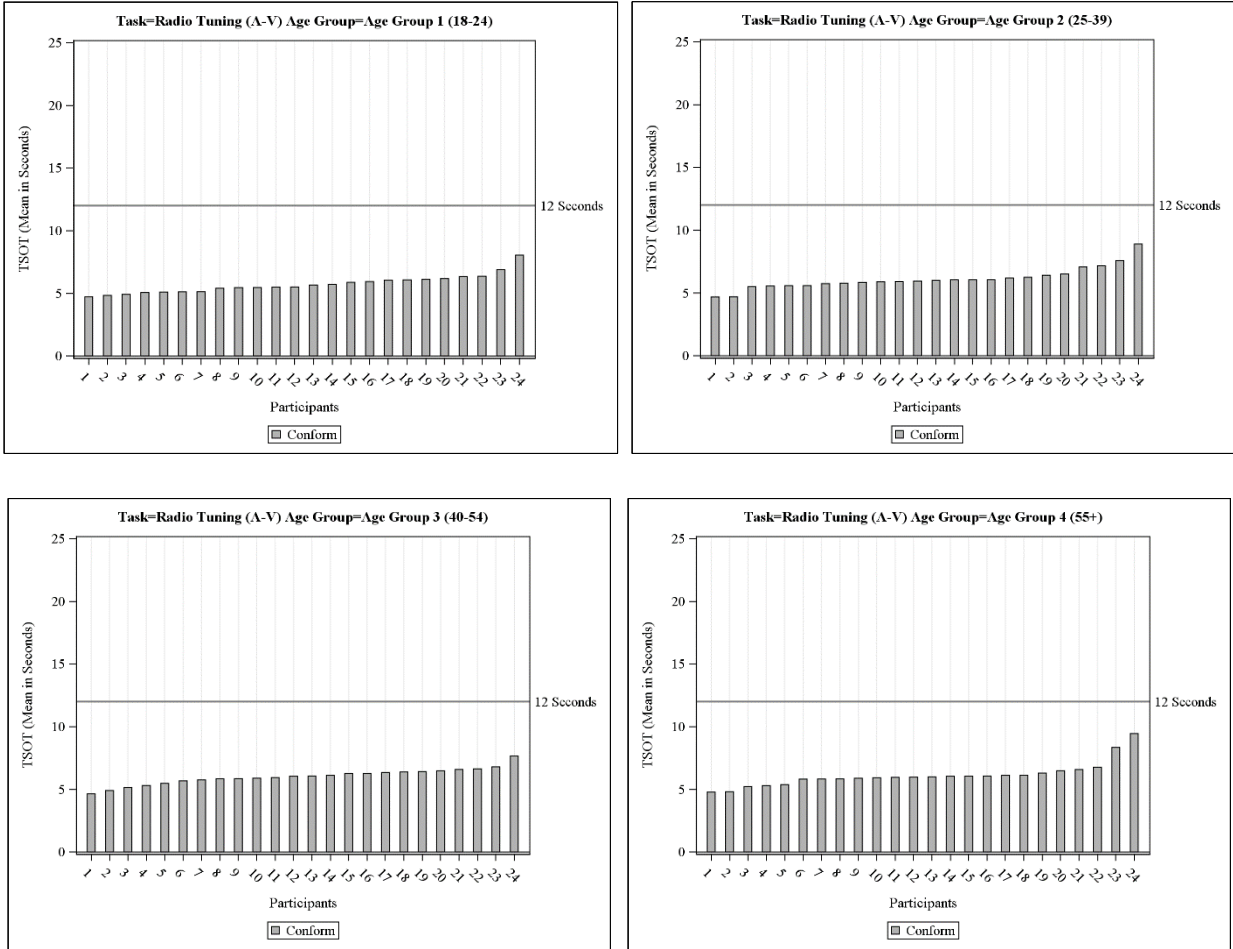 Task=Radio Tuning (A-V) Age Group=Age Group 1 (18-24)
25
20
15
10
5
0
TSOT (Mean in Seconds)
12 Seconds
1 2 3 4 5 6 7 8 9 10 11 12 13 14 15 16 17 18 19 20 21 22 23 24
Participants
Conform
Task=Radio Tuning (A-V) Age Group=Age Group 2 (25-39)
25
20
15
10
5
0
TSOT (Mean in Seconds)
12 Seconds
1 2 3 4 5 6 7 8 9 10 11 12 13 14 15 16 17 18 19 20 21 22 23 24
Participants
Conform
Task=Radio Tuning (A-V) Age Group=Age Group 3 (40-54)
25
20
15
10
5
0
TSOT (Mean in Seconds)
12 Seconds
1 2 3 4 5 6 7 8 9 10 11 12 13 14 15 16 17 18 19 20 21 22 23 24
Participants
Conform
Task=Radio Tuning (A-V) Age Group=Age Group 4 (55+)
25
20
15
10
5
0
TSOT (Mean in Seconds)
12 Seconds
1 2 3 4 5 6 7 8 9 10 11 12 13 14 15 16 17 18 19 20 21 22 23 24
Participants
Conform